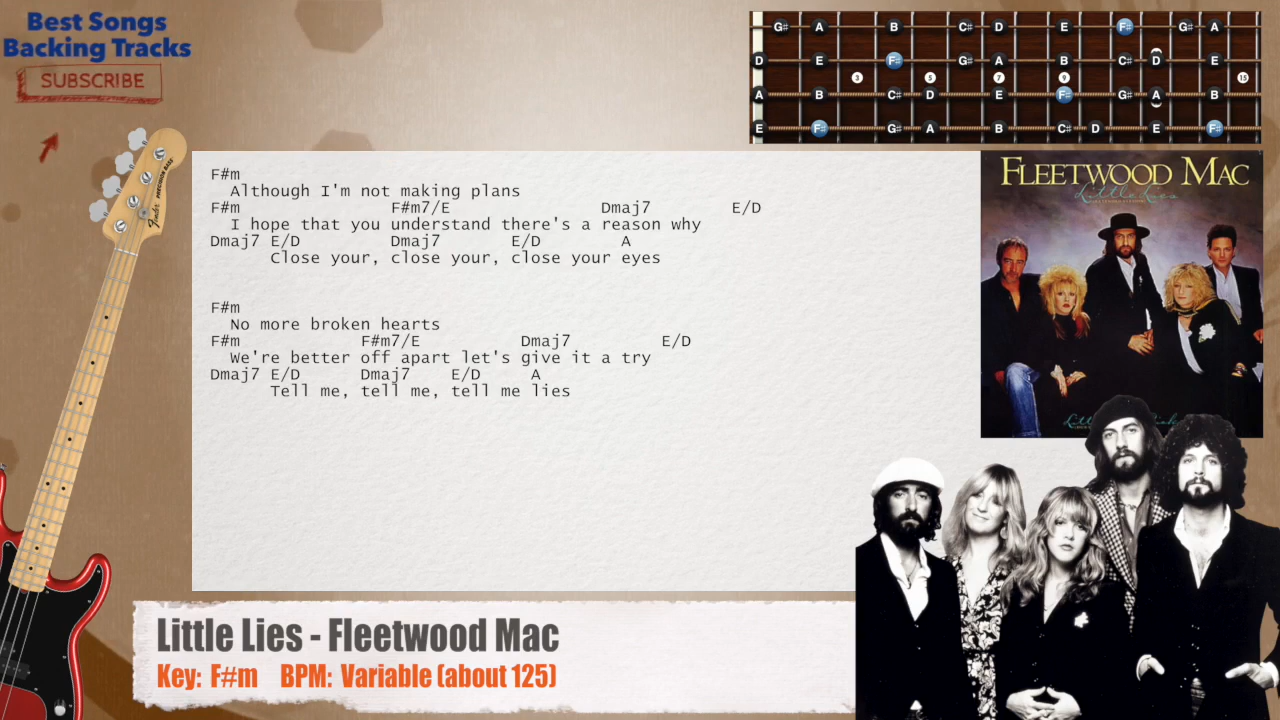 Best Songs
Backing Tracks
SUBSCRIBE
G# A B C# D E F# G# A
D E F# G# A B C# D E
3 5 7 9 15
A B C# D E F# G# A B
E F# G# A B C# D E F#
Fender PRECISION BASS
F#m
Although I'm not making plans
F#m F#m7/E Dmaj7 E/D
I hope that you understand there's a reason why
Dmaj7 E/D Dmaj7 E/D A
Close your, close your, close your eyes
F#m
No more broken hearts
F#m F#m7/E Dmaj7 E/D
We're better off apart let's give it a try
Dmaj7 E/D Dmaj7 E/D A
Tell me, tell me, tell me lies
FLEETWOOD MAC
Little Lies
Little Lies - Fleetwood Mac
Key: F#m BPM: Variable (about 125)